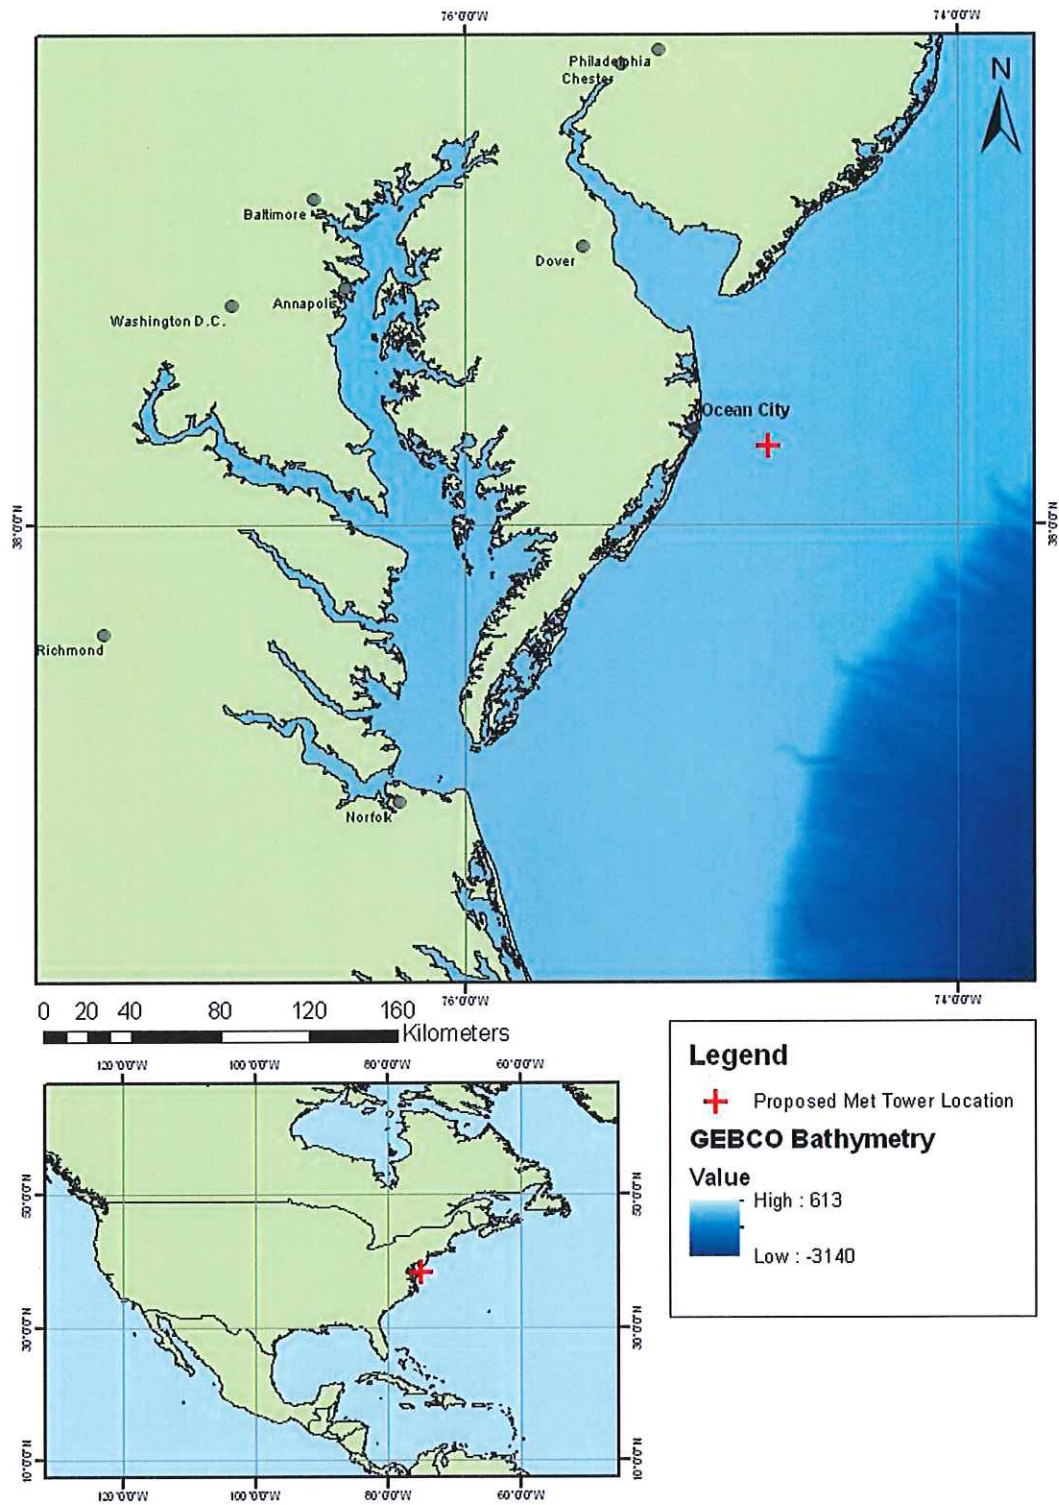 76°0'0"W
74°0'0"W
Philadelphia
Chester
N
Baltimore
Dover
Annapolis
Washington D.C.
Ocean City
38°0'0"N
38°0'0"N
Richmond
Norfolk
76°0'0"W
74°0'0"W
0 20 40 80 120 160
Kilometers
120°0'0"W
100°0'0"W
80°0'0"W
60°0'0"W
50°0'0"N
50°0'0"N
30°0'0"N
30°0'0"N
10°0'0"N
10°0'0"N
120°0'0"W
100°0'0"W
80°0'0"W
60°0'0"W
Legend
Proposed Met Tower Location
GEBCO Bathymetry
Value
High : 613
Low : -3140